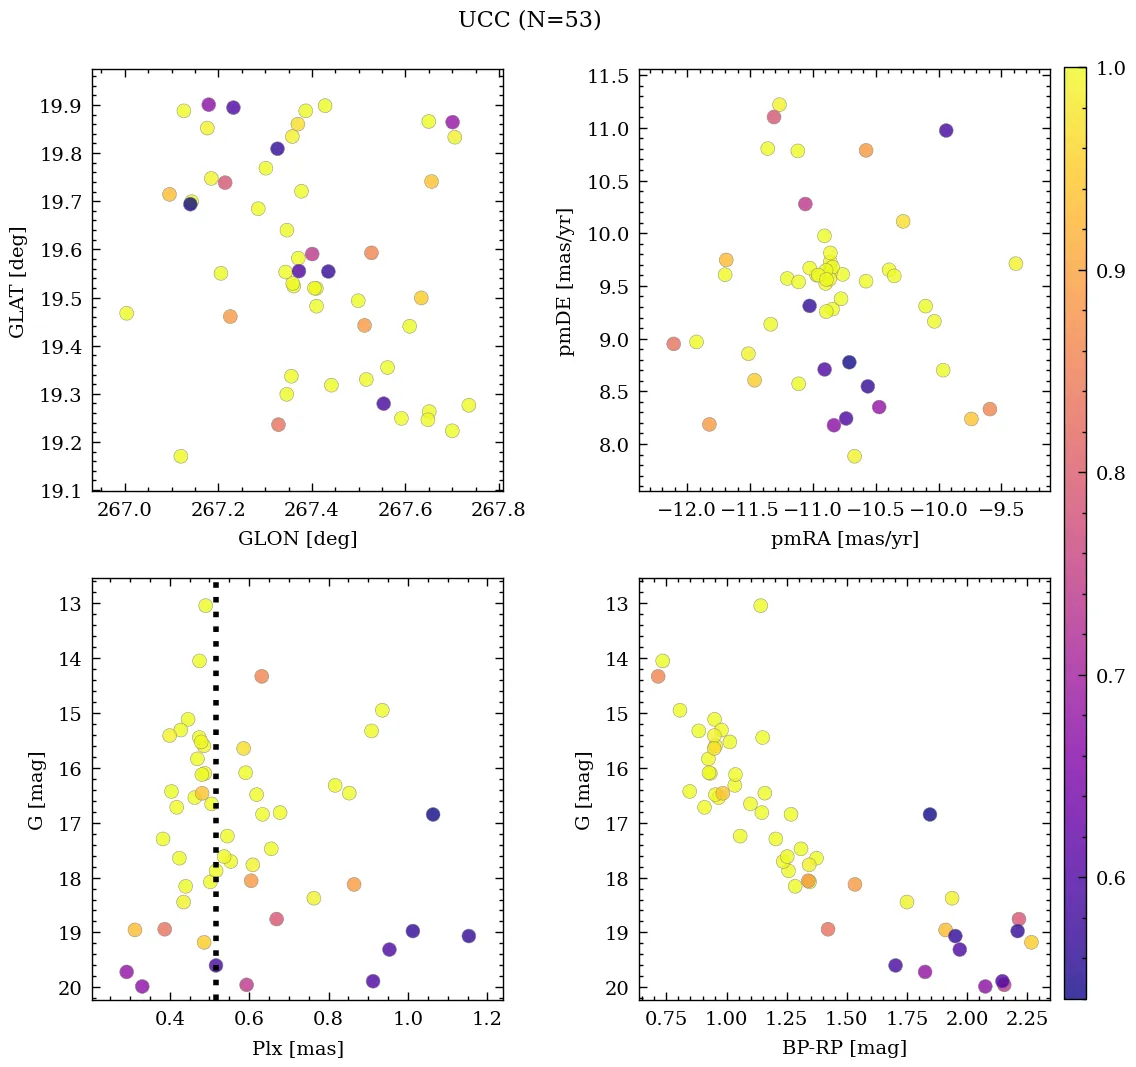 UCC (N=53)
19.9
19.8
19.7
19.6
19.5
19.4
19.3
19.2
19.1
GLAT [deg]
267.0 267.2 267.4 267.6 267.8
GLON [deg]
11.5
11.0
10.5
10.0
9.5
9.0
8.5
8.0
pmDE [mas/yr]
−12.0 −11.5 −11.0 −10.5 −10.0 −9.5
pmRA [mas/yr]
1.0
0.9
0.8
0.7
0.6
13
14
15
16
17
18
19
20
G [mag]
0.4 0.6 0.8 1.0 1.2
Plx [mas]
13
14
15
16
17
18
19
20
G [mag]
0.75 1.00 1.25 1.50 1.75 2.00 2.25
BP-RP [mag]